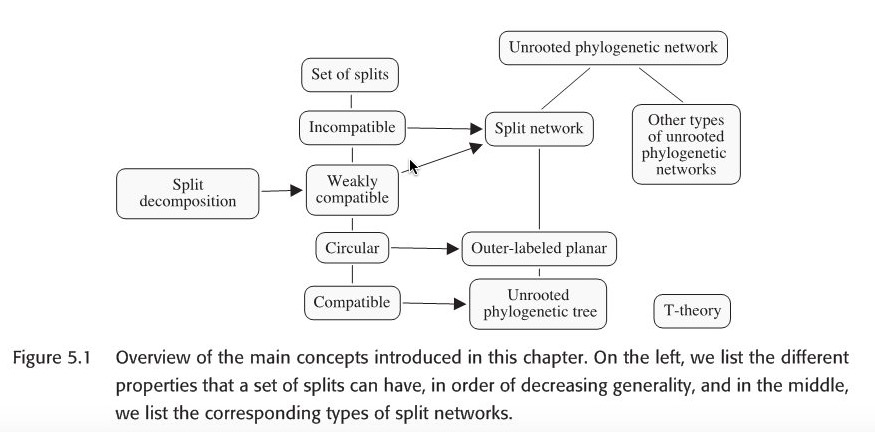 Unrooted phylogenetic network
Set of splits
Incompatible
Split network
Other types
of unrooted
phylogenetic
networks
Split
decomposition
Weakly
compatible
Circular
Outer-labeled planar
Compatible
Unrooted
phylogenetic tree
T-theory
Figure 5.1 Overview of the main concepts introduced in this chapter. On the left, we list the different
properties that a set of splits can have, in order of decreasing generality, and in the middle,
we list the corresponding types of split networks.